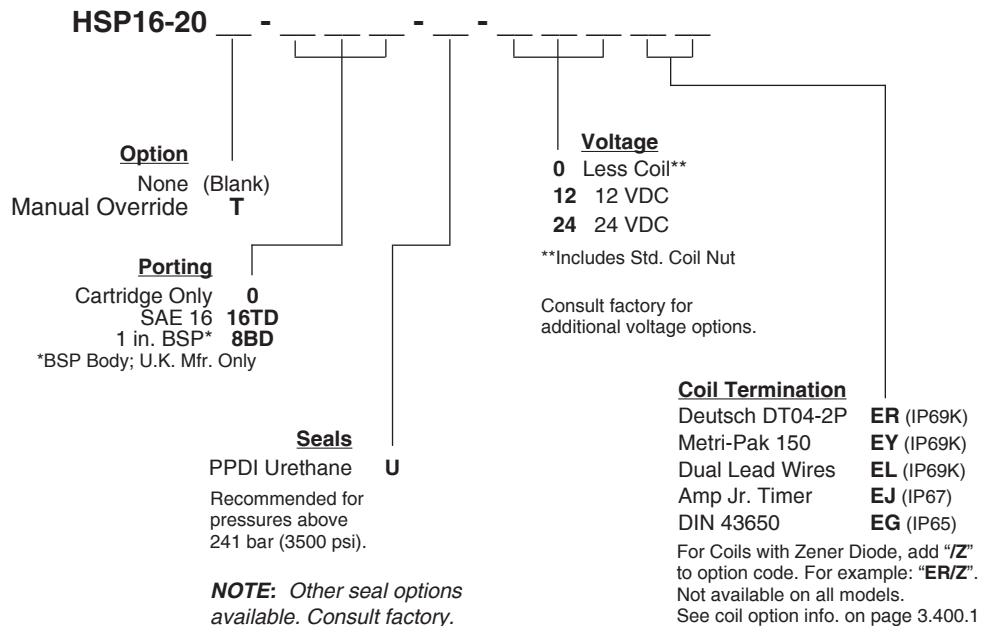 HSP16-20 __ - __ __ __ - __ - __ __ __ __ __
Option
None (Blank)
Manual Override T
Porting
Cartridge Only 0
SAE 16 16TD
1 in. BSP* 8BD
*BSP Body; U.K. Mfr. Only
Seals
PPDI Urethane U
Recommended for
pressures above
241 bar (3500 psi).
NOTE: Other seal options
available. Consult factory.
Voltage
0 Less Coil**
12 12 VDC
24 24 VDC
**Includes Std. Coil Nut
Consult factory for
additional voltage options.
Coil Termination
Deutsch DT04-2P ER (IP69K)
Metri-Pak 150 EY (IP69K)
Dual Lead Wires EL (IP69K)
Amp Jr. Timer EJ (IP67)
DIN 43650 EG (IP65)
For Coils with Zener Diode, add “/Z”
to option code. For example: “ER/Z”.
Not available on all models.
See coil option info. on page 3.400.1